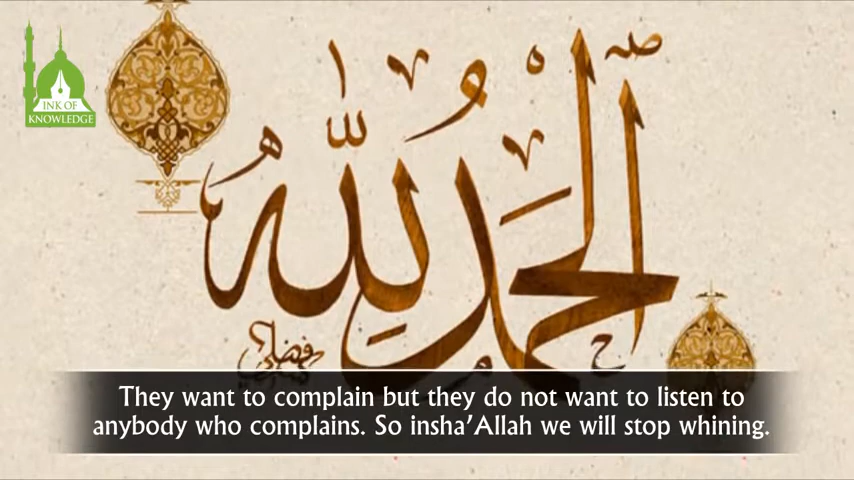 INK OF
KNOWLEDGE
الحمد لله
They want to complain but they do not want to listen to
anybody who complains. So insha’Allah we will stop whining.